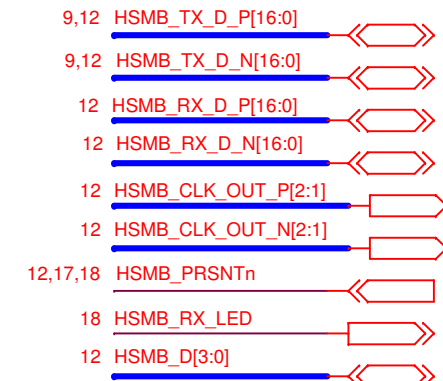 9,12 HSMB_TX_D_P[16:0]
9,12 HSMB_TX_D_N[16:0]
12 HSMB_RX_D_P[16:0]
12 HSMB_RX_D_N[16:0]
12 HSMB_CLK_OUT_P[2:1]
12 HSMB_CLK_OUT_N[2:1]
12,17,18 HSMB_PRSNTn
18 HSMB_RX_LED
12 HSMB_D[3:0]